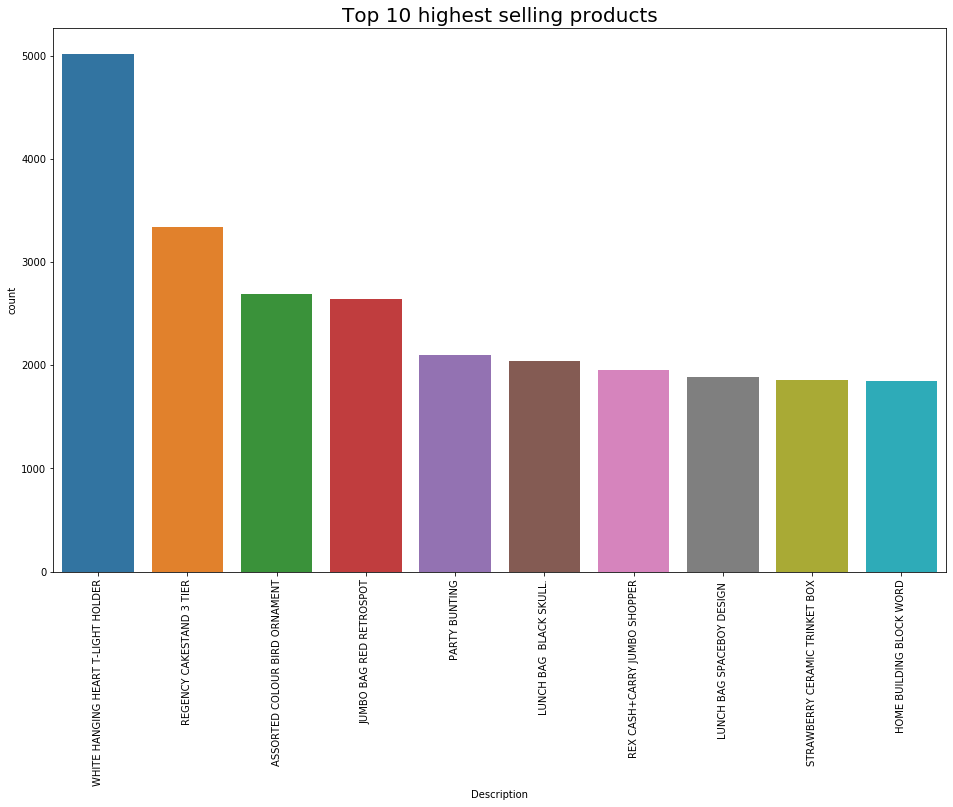 Top 10 highest selling products
5000
4000
3000
2000
1000
0
count
WHITE HANGING HEART T-LIGHT HOLDER
REGENCY CAKESTAND 3 TIER
ASSORTED COLOUR BIRD ORNAMENT
JUMBO BAG RED RETROSPOT
PARTY BUNTING
LUNCH BAG  BLACK SKULL.
REX CASH+CARRY JUMBO SHOPPER
LUNCH BAG SPACEBOY DESIGN
STRAWBERRY CERAMIC TRINKET BOX
HOME BUILDING BLOCK WORD
Description